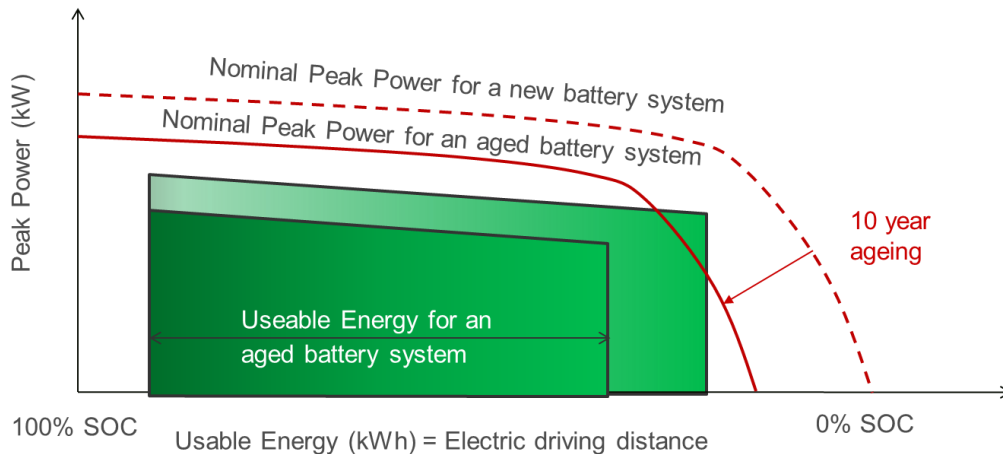 Nominal Peak Power for a new battery system
Nominal Peak Power for an aged battery system
Peak Power (kW)
10 year
ageing
Useable Energy for an
aged battery system
100% SOC
0% SOC
Usable Energy (kWh) = Electric driving distance